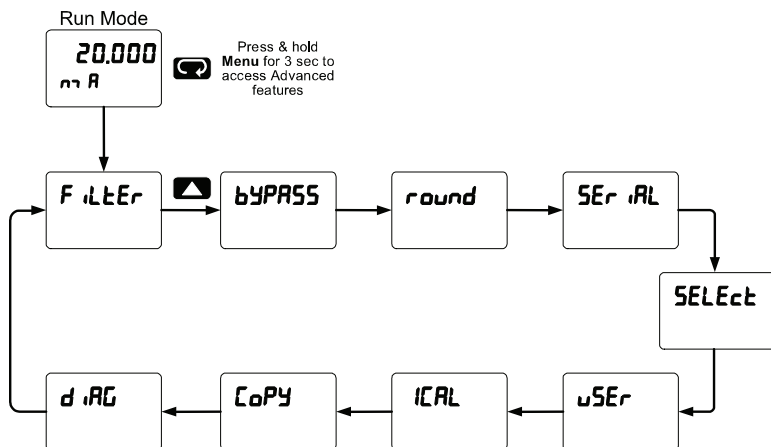 Run Mode
20.000
mA
Press & hold
Menu for 3 sec to
access Advanced
features
FiLtEr
bYPASS
round
SEriAL
SELEct
uSEr
ICAL
CoPY
diAG